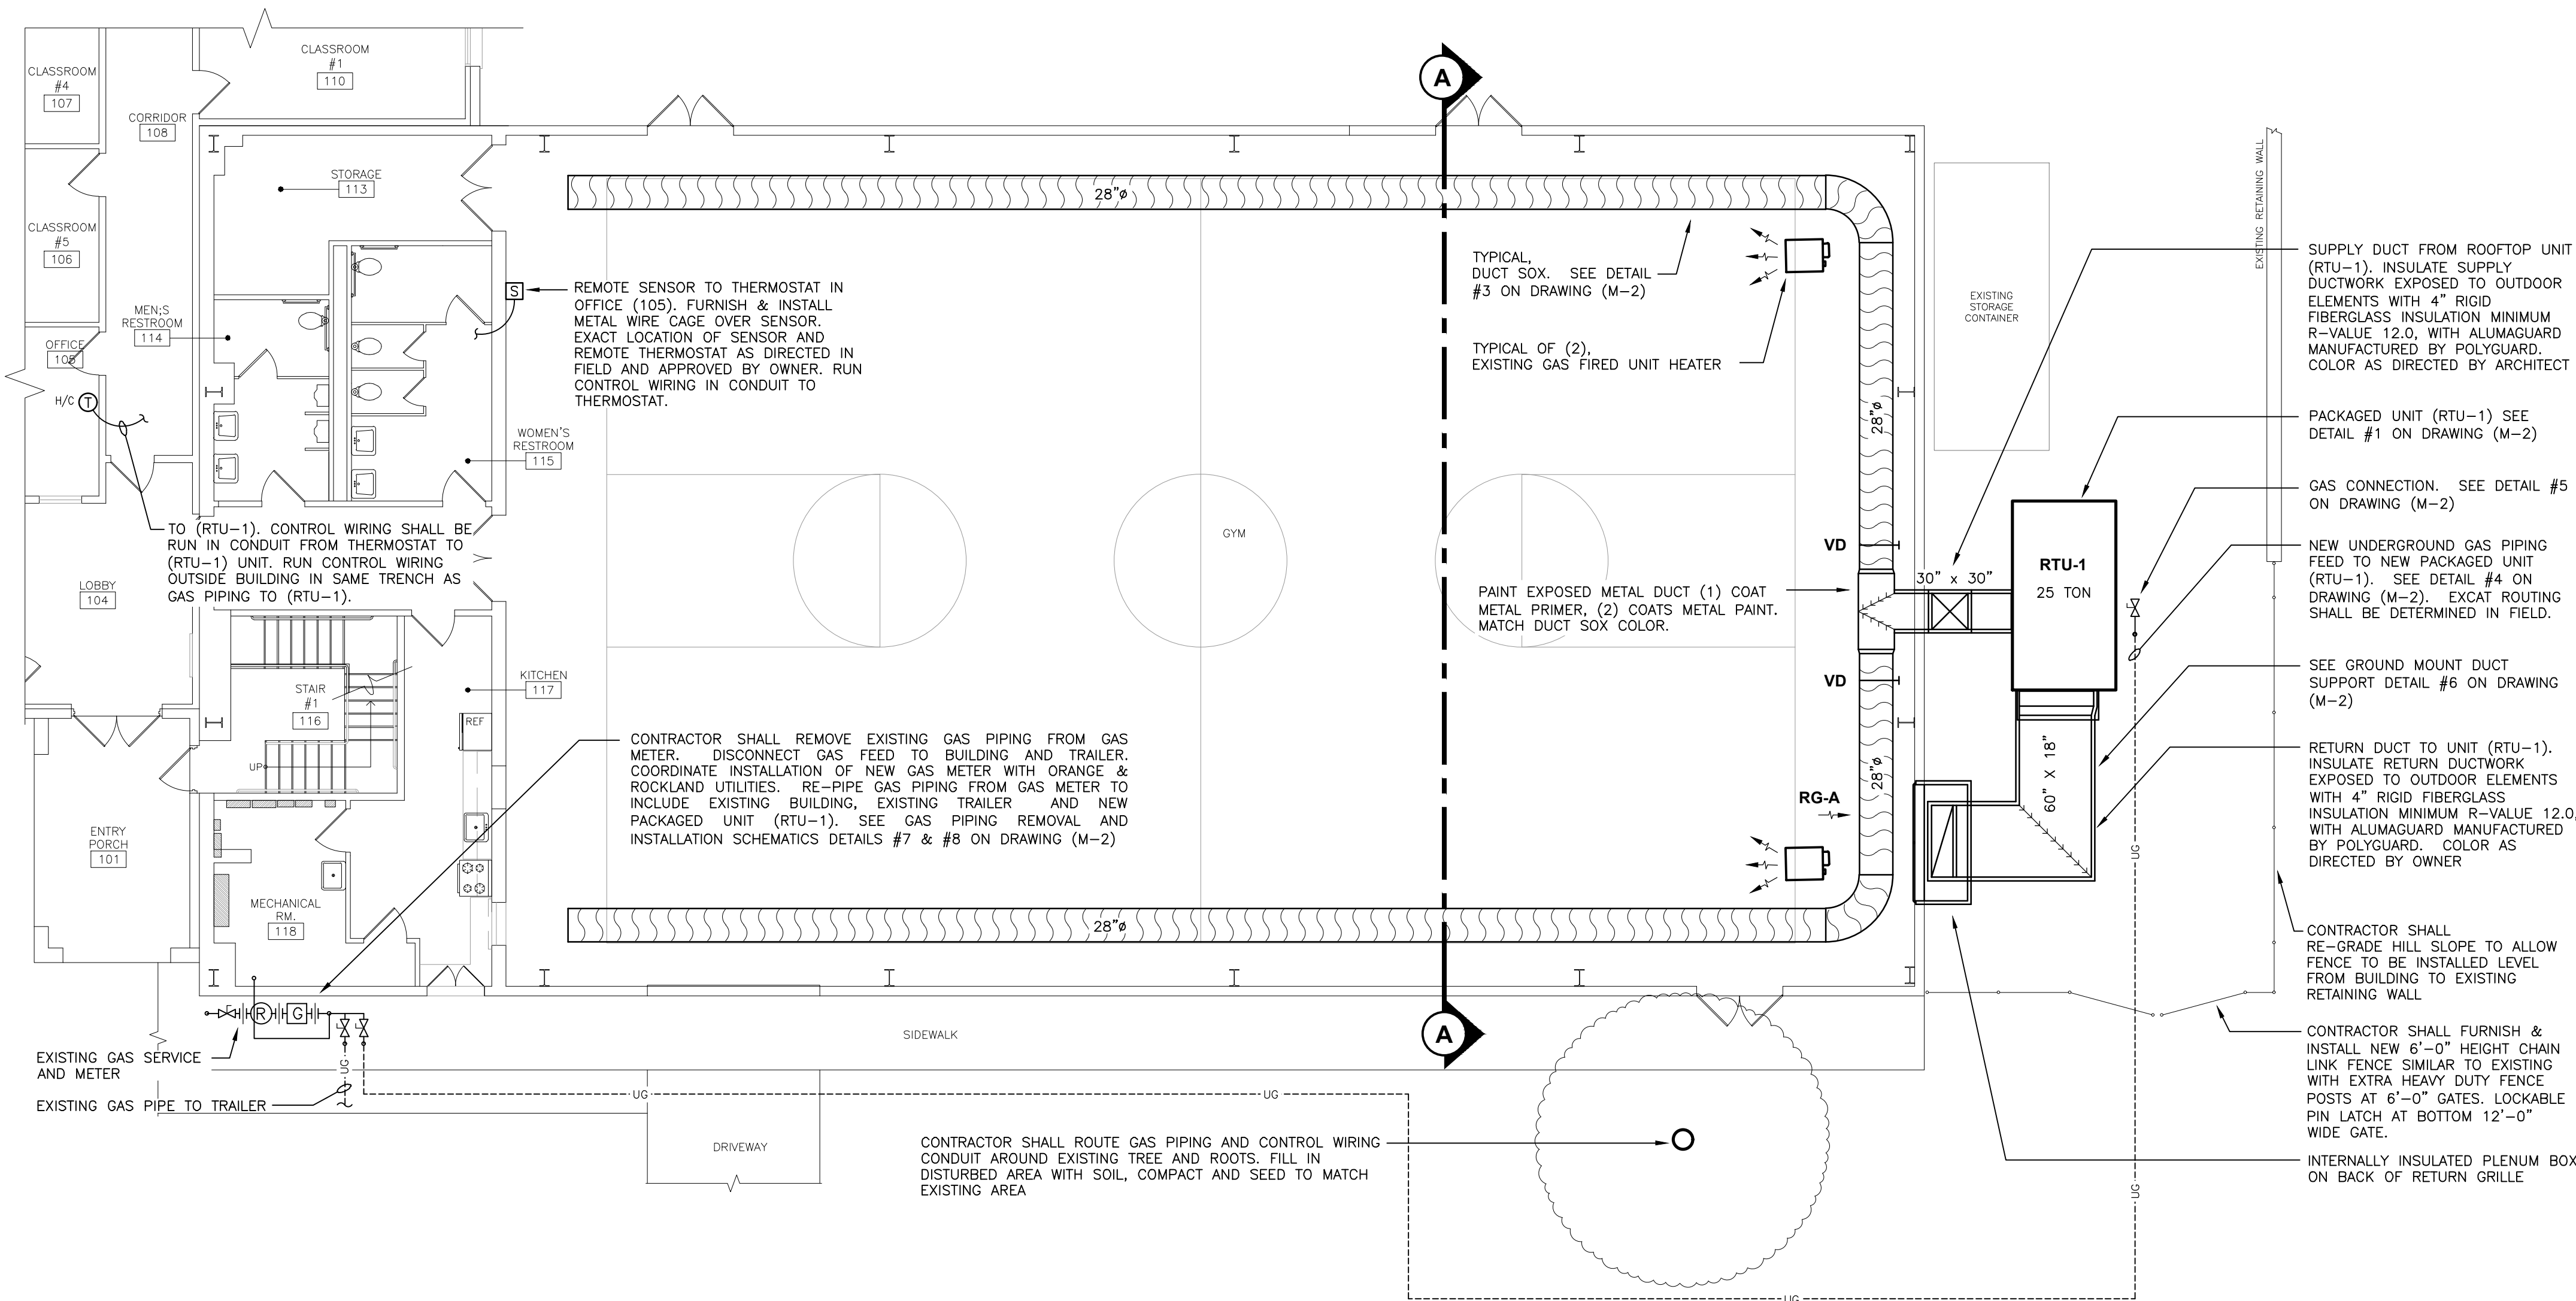 CLASSROOM
#4
107
CLASSROOM
#1
110
CORRIDOR
108
CLASSROOM
#5
106
STORAGE
113
MEN;S
RESTROOM
114
OFFICE
105
H/C T
WOMEN'S
RESTROOM
115
S
REMOTE SENSOR TO THERMOSTAT IN
OFFICE (105). FURNISH & INSTALL
METAL WIRE CAGE OVER SENSOR.
EXACT LOCATION OF SENSOR AND
REMOTE THERMOSTAT AS DIRECTED IN
FIELD AND APPROVED BY OWNER. RUN
CONTROL WIRING IN CONDUIT TO
THERMOSTAT.
TO (RTU-1). CONTROL WIRING SHALL BE
RUN IN CONDUIT FROM THERMOSTAT TO
(RTU-1) UNIT. RUN CONTROL WIRING
OUTSIDE BUILDING IN SAME TRENCH AS
GAS PIPING TO (RTU-1).
LOBBY
104
STAIR
#1
116
UP
KITCHEN
117
REF
ENTRY
PORCH
101
MECHANICAL
RM.
118
CONTRACTOR SHALL REMOVE EXISTING GAS PIPING FROM GAS
METER. DISCONNECT GAS FEED TO BUILDING AND TRAILER.
COORDINATE INSTALLATION OF NEW GAS METER WITH ORANGE &
ROCKLAND UTILITIES. RE-PIPE GAS PIPING FROM GAS METER TO
INCLUDE EXISTING BUILDING, EXISTING TRAILER AND NEW
PACKAGED UNIT (RTU-1). SEE GAS PIPING REMOVAL AND
INSTALLATION SCHEMATICS DETAILS #7 & #8 ON DRAWING (M-2)
R G
EXISTING GAS SERVICE
AND METER
EXISTING GAS PIPE TO TRAILER
UG
UG
UG
SIDEWALK
DRIVEWAY
A
A
28"ø
28"ø
28"ø
28"ø
GYM
TYPICAL,
DUCT SOX. SEE DETAIL
#3 ON DRAWING (M-2)
TYPICAL OF (2),
EXISTING GAS FIRED UNIT HEATER
PAINT EXPOSED METAL DUCT (1) COAT
METAL PRIMER, (2) COATS METAL PAINT.
MATCH DUCT SOX COLOR.
VD
VD
RG-A
30" x 30"
RTU-1
25 TON
60" X 18"
EXISTING
STORAGE
CONTAINER
EXISTING RETAINING WALL
CONTRACTOR SHALL ROUTE GAS PIPING AND CONTROL WIRING
CONDUIT AROUND EXISTING TREE AND ROOTS. FILL IN
DISTURBED AREA WITH SOIL, COMPACT AND SEED TO MATCH
EXISTING AREA
UG
UG
UG
SUPPLY DUCT FROM ROOFTOP UNIT
(RTU-1). INSULATE SUPPLY
DUCTWORK EXPOSED TO OUTDOOR
ELEMENTS WITH 4" RIGID
FIBERGLASS INSULATION MINIMUM
R-VALUE 12.0, WITH ALUMAGUARD
MANUFACTURED BY POLYGUARD.
COLOR AS DIRECTED BY ARCHITECT
PACKAGED UNIT (RTU-1) SEE
DETAIL #1 ON DRAWING (M-2)
GAS CONNECTION. SEE DETAIL #5
ON DRAWING (M-2)
NEW UNDERGROUND GAS PIPING
FEED TO NEW PACKAGED UNIT
(RTU-1). SEE DETAIL #4 ON
DRAWING (M-2). EXCAT ROUTING
SHALL BE DETERMINED IN FIELD.
SEE GROUND MOUNT DUCT
SUPPORT DETAIL #6 ON DRAWING
(M-2)
RETURN DUCT TO UNIT (RTU-1).
INSULATE RETURN DUCTWORK
EXPOSED TO OUTDOOR ELEMENTS
WITH 4" RIGID FIBERGLASS
INSULATION MINIMUM R-VALUE 12.0,
WITH ALUMAGUARD MANUFACTURED
BY POLYGUARD. COLOR AS
DIRECTED BY OWNER
CONTRACTOR SHALL
RE-GRADE HILL SLOPE TO ALLOW
FENCE TO BE INSTALLED LEVEL
FROM BUILDING TO EXISTING
RETAINING WALL
CONTRACTOR SHALL FURNISH &
INSTALL NEW 6'-0" HEIGHT CHAIN
LINK FENCE SIMILAR TO EXISTING
WITH EXTRA HEAVY DUTY FENCE
POSTS AT 6'-0" GATES. LOCKABLE
PIN LATCH AT BOTTOM 12'-0"
WIDE GATE.
INTERNALLY INSULATED PLENUM BOX
ON BACK OF RETURN GRILLE